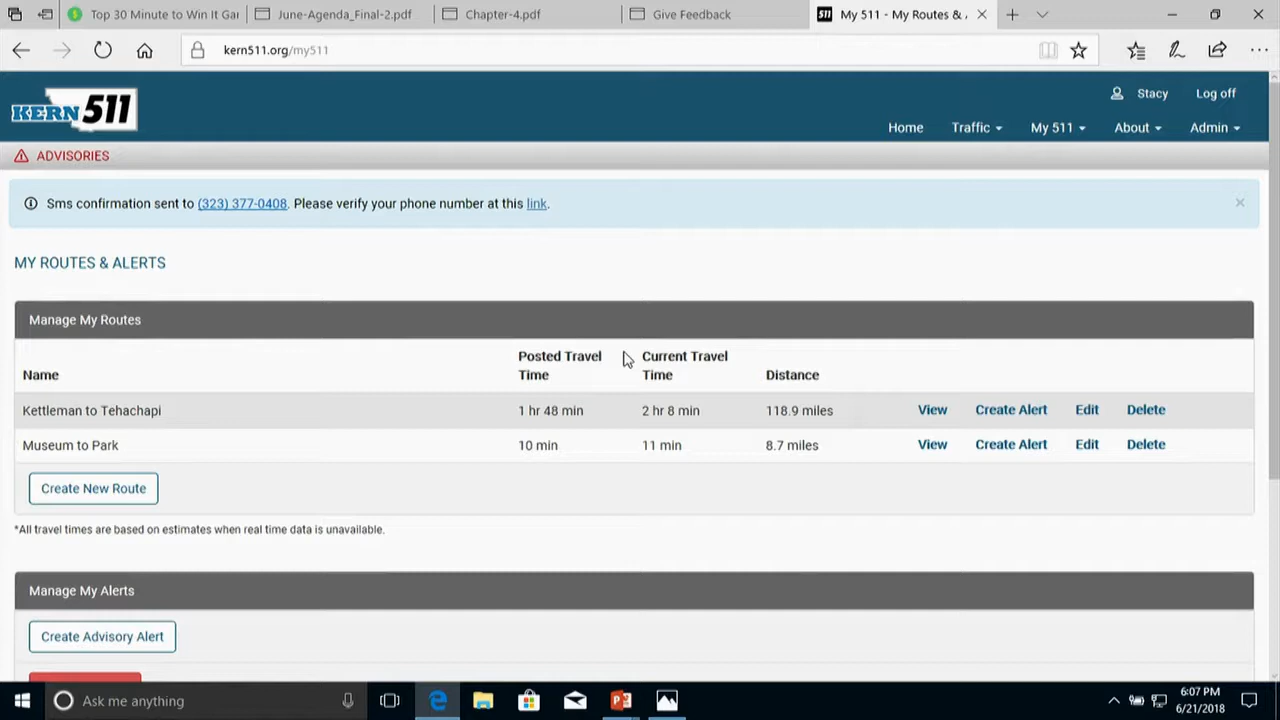 Top 30 Minute to Win It Gar
June-Agenda_Final-2.pdf
Chapter-4.pdf
Give Feedback
511 My 511 - My Routes &
kern511.org/my511
KERN 511
Stacy Log off
Home Traffic My 511 About Admin
ADVISORIES
Sms confirmation sent to (323) 377-0408. Please verify your phone number at this link.
MY ROUTES & ALERTS
Manage My Routes
Name Posted Travel Time Current Travel Time Distance
Kettleman to Tehachapi 1 hr 48 min 2 hr 8 min 118.9 miles View Create Alert Edit Delete
Museum to Park 10 min 11 min 8.7 miles View Create Alert Edit Delete
Create New Route
*All travel times are based on estimates when real time data is unavailable.
Manage My Alerts
Create Advisory Alert
Ask me anything
6:07 PM
6/21/2018